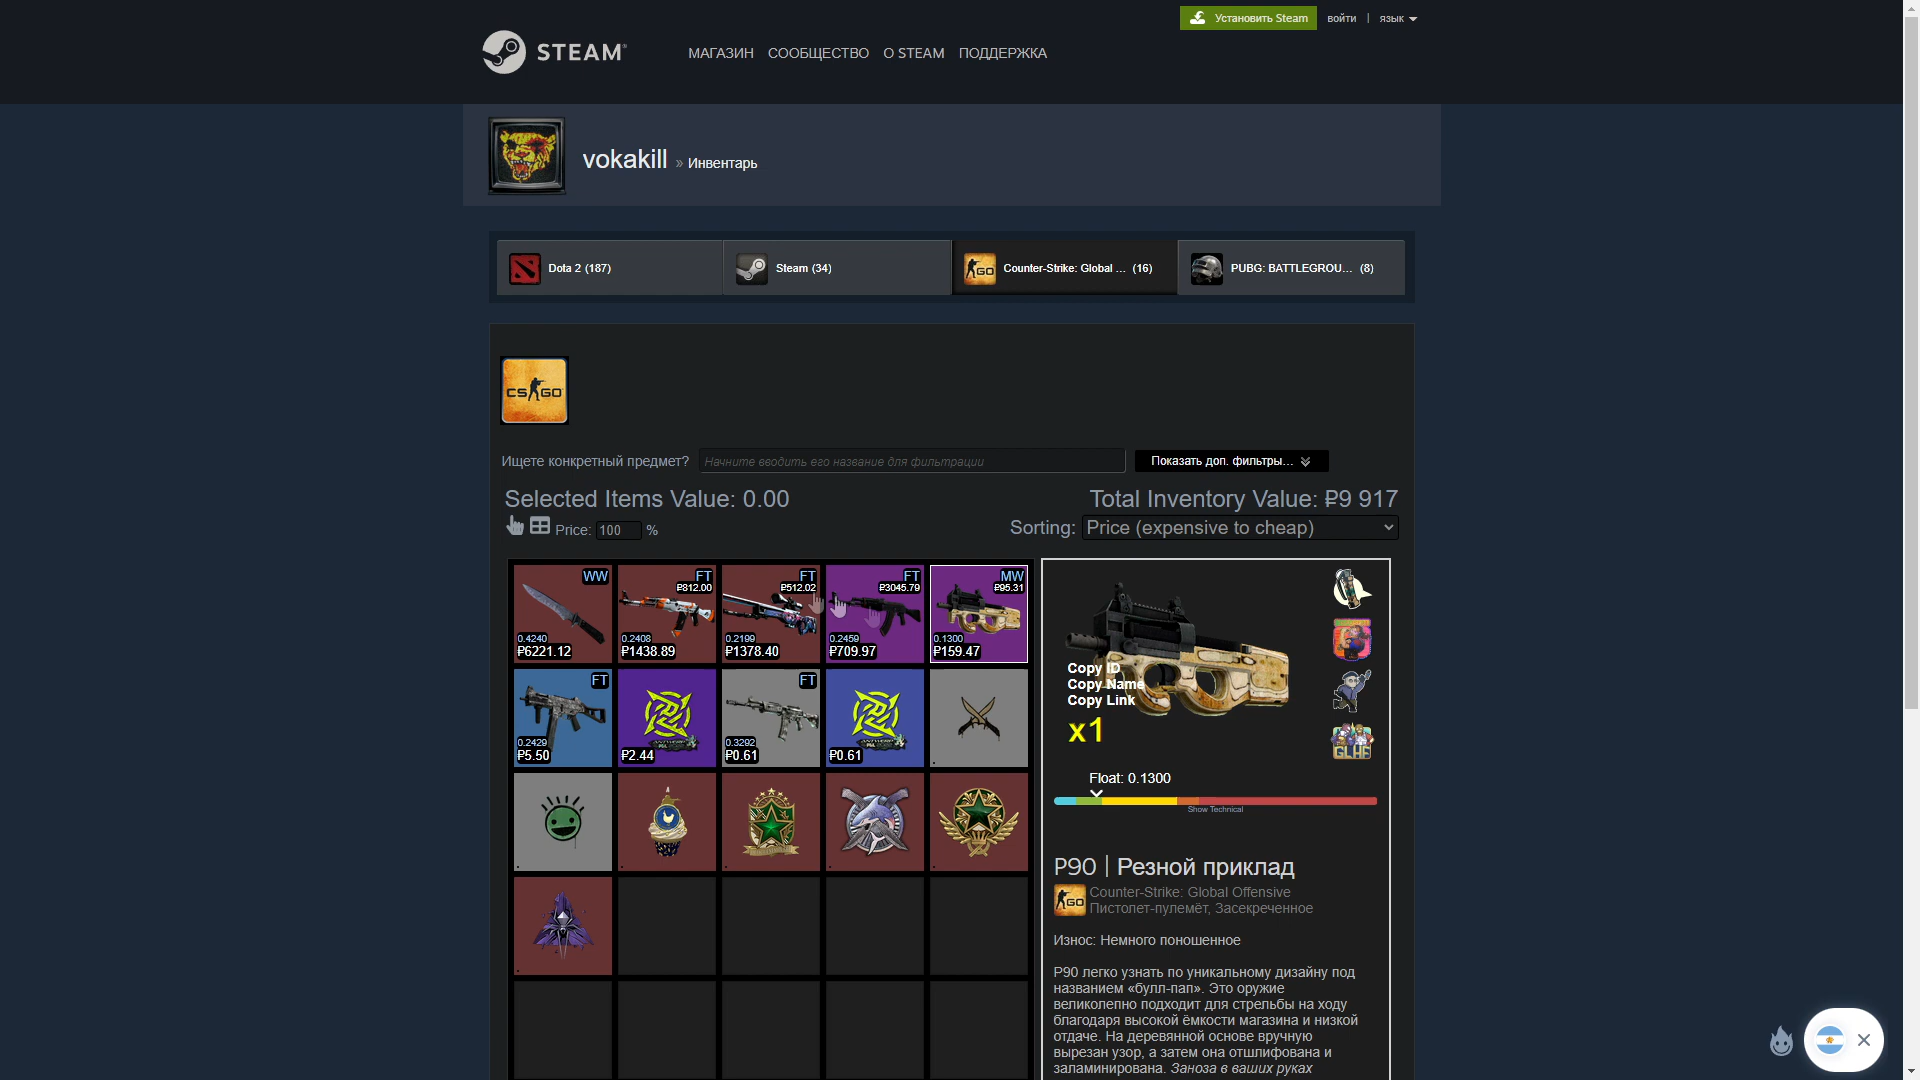 Установить Steam
войти | язык
STEAM
МАГАЗИН СООБЩЕСТВО О STEAM ПОДДЕРЖКА
vokakill » Инвентарь
Dota 2 (187)
Steam (34)
Counter-Strike: Global ... (16)
PUBG: BATTLEGROU... (8)
CS GO
Ищете конкретный предмет? Начните вводить его название для фильтрации Показать доп. фильтры...
Selected Items Value: 0.00
Total Inventory Value: ₽9 917
Price: 100 %
Sorting: Price (expensive to cheap)
WW
0.4240
₽6221.12
FT
₽812.00
0.2408
₽1438.89
FT
₽512.02
0.2199
₽1378.40
FT
₽3045.79
0.2459
₽709.97
MW
₽95.31
0.1300
₽159.47
FT
0.2429
₽5.50
₽2.44
FT
0.3292
₽0.61
₽0.61
Copy ID
Copy Name
Copy Link
x1
GLHF
Float: 0.1300
Show Technical
P90 | Резной приклад
Counter-Strike: Global Offensive
Пистолет-пулемёт, Засекреченное
Износ: Немного поношенное
P90 легко узнать по уникальному дизайну под
названием «булл-пап». Это оружие
великолепно подходит для стрельбы на ходу
благодаря высокой ёмкости магазина и низкой
отдаче. На деревянной основе вручную
вырезан узор, а затем она отшлифована и
заламинирована. Заноза в ваших руках